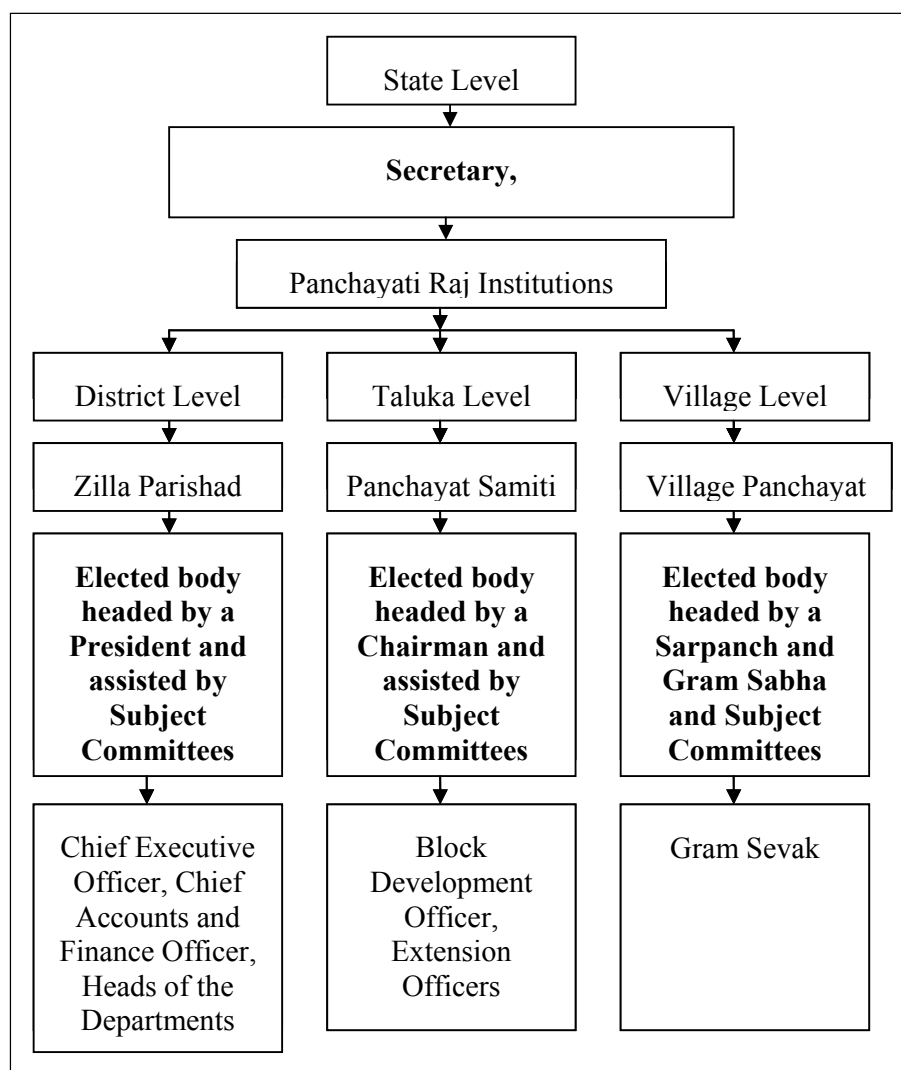 State Level
Secretary,
Panchayati Raj Institutions
District Level
Taluka Level
Village Level
Zilla Parishad
Panchayat Samiti
Village Panchayat
Elected body
headed by a
President and
assisted by
Subject
Committees
Elected body
headed by a
Chairman and
assisted by
Subject
Committees
Elected body
headed by a
Sarpanch and
Gram Sabha
and Subject
Committees
Chief Executive
Officer, Chief
Accounts and
Finance Officer,
Heads of the
Departments
Block
Development
Officer,
Extension
Officers
Gram Sevak